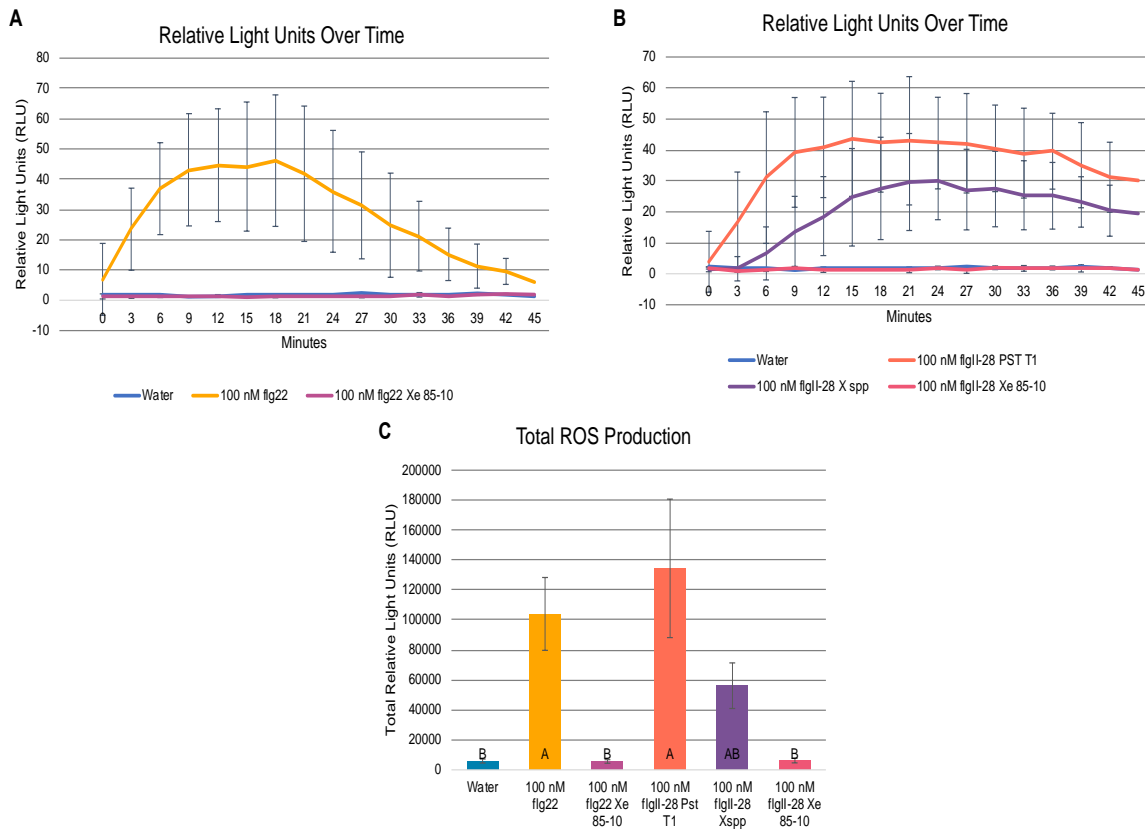 A
Relative Light Units Over Time
Relative Light Units (RLU)
80
70
60
50
40
30
20
10
0
-10
0 3 6 9 12 15 18 21 24 27 30 33 36 39 42 45
Minutes
Water 100 nM flg22 100 nM flg22 Xe 85-10
B
Relative Light Units Over Time
Relative Light Units (RLU)
70
60
50
40
30
20
10
0
-10
0 3 6 9 12 15 18 21 24 27 30 33 36 39 42 45
Minutes
Water 100 nM flgII-28 PST T1
100 nM flgII-28 X spp 100 nM flgII-28 Xe 85-10
C
Total ROS Production
Total Relative Light Units (RLU)
200000
180000
160000
140000
120000
100000
80000
60000
40000
20000
0
B A B A AB B
Water 100 nM 100 nM 100 nM 100 nM 100 nM
flg22 flg22 Xe flgII-28 Pst flgII-28 flgII-28 Xe
85-10 T1 Xspp 85-10